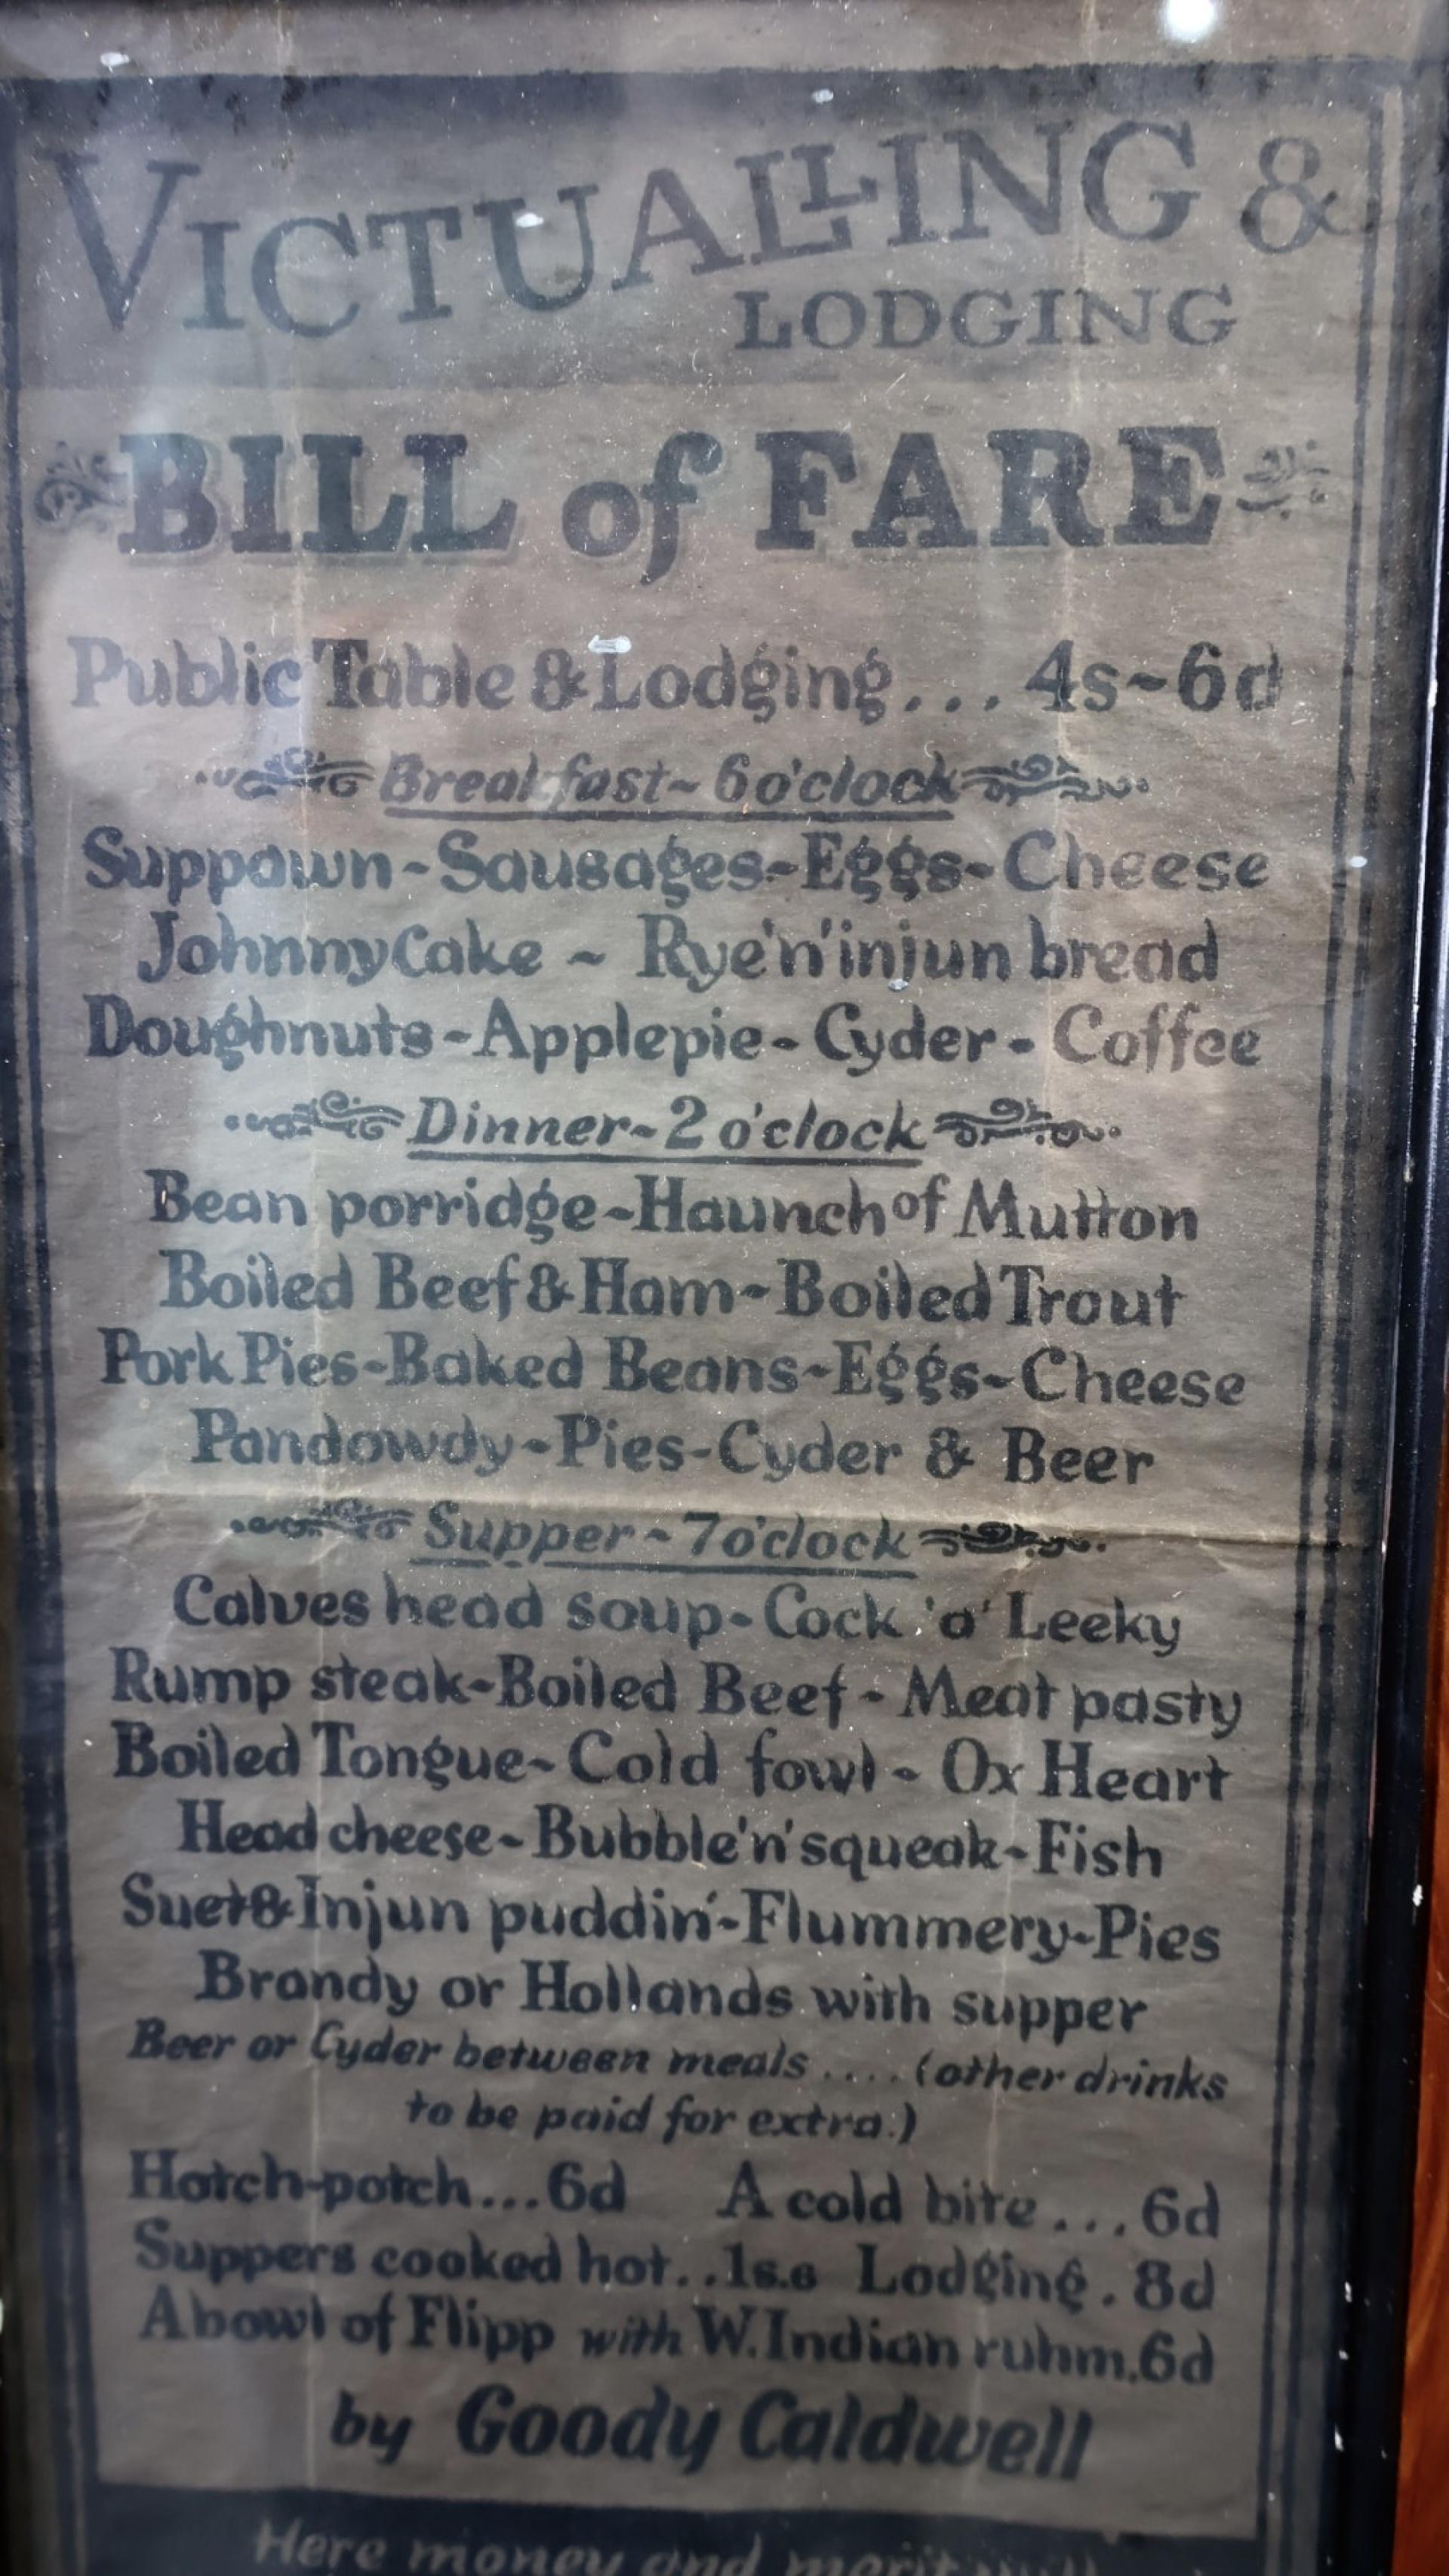 VICTUALLING &
LODGING
BILL of FARE
Public Table & Lodging... 4s~6d
Breakfast~6o'clock
Suppawn~Sausages~Eggs~Cheese
Johnny Cake ~ Rye'n'injun bread
Doughnuts-Applepie-Cyder-Coffee
Dinner~2 o'clock
Bean porridge~Haunch of Mutton
Boiled Beef & Ham~Boiled Trout
Pork Pies-Baked Beans~Eggs~Cheese
Pandowdy~Pies-Cyder & Beer
Supper~7o'clock
Calves head soup-Cock 'a' Leeky
Rump steak-Boiled Beef-Meat pasty
Boiled Tongue~Cold fowl~Ox Heart
Head cheese~Bubble'n'squeak~Fish
Suet & Injun puddin'-Flummery-Pies
Brandy or Hollands with supper
Beer or Cyder between meals .... (other drinks
to be paid for extra.)
Hotch-potch...6d A cold bite...6d
Suppers cooked hot..1s.6 Lodging.8d
A bowl of Flipp with W.Indian ruhm.6d
by Goody Caldwell
Here money and merit